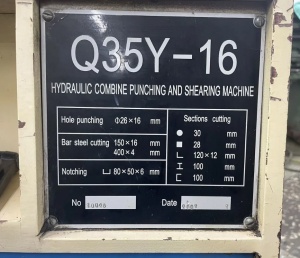 Q35Y-16
HYDRAULIC COMBINE PUNCHING AND SHEARING MACHINE
Hole punching Φ26×16 mm
Bar steel cutting 150×16 mm
400×4 mm
Notching 80×50×6 mm
Sections cutting
30 mm
28 mm
120×12 mm
100 mm
100 mm
No
Date